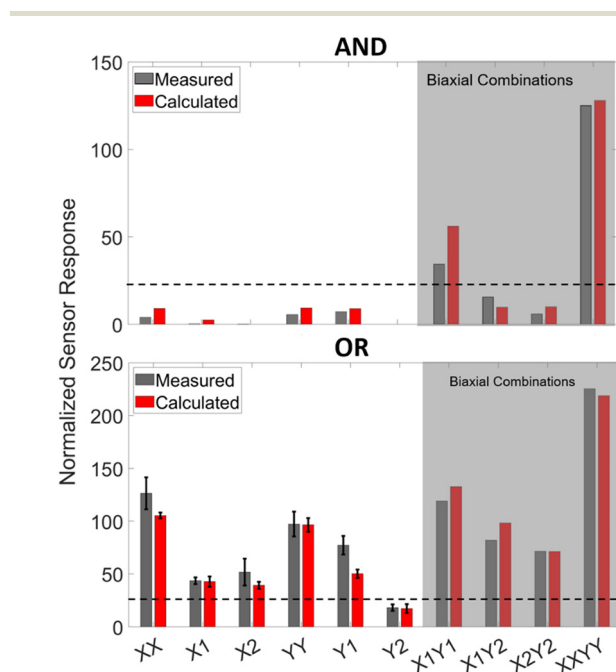 AND
150
100
50
0
Measured
Calculated
Biaxial Combinations
Normalized Sensor Response
OR
250
200
150
100
50
0
Measured
Calculated
Biaxial Combinations
XX
X1
X2
YY
Y1
Y2
X1Y1
X1Y2
X2Y2
XXYY